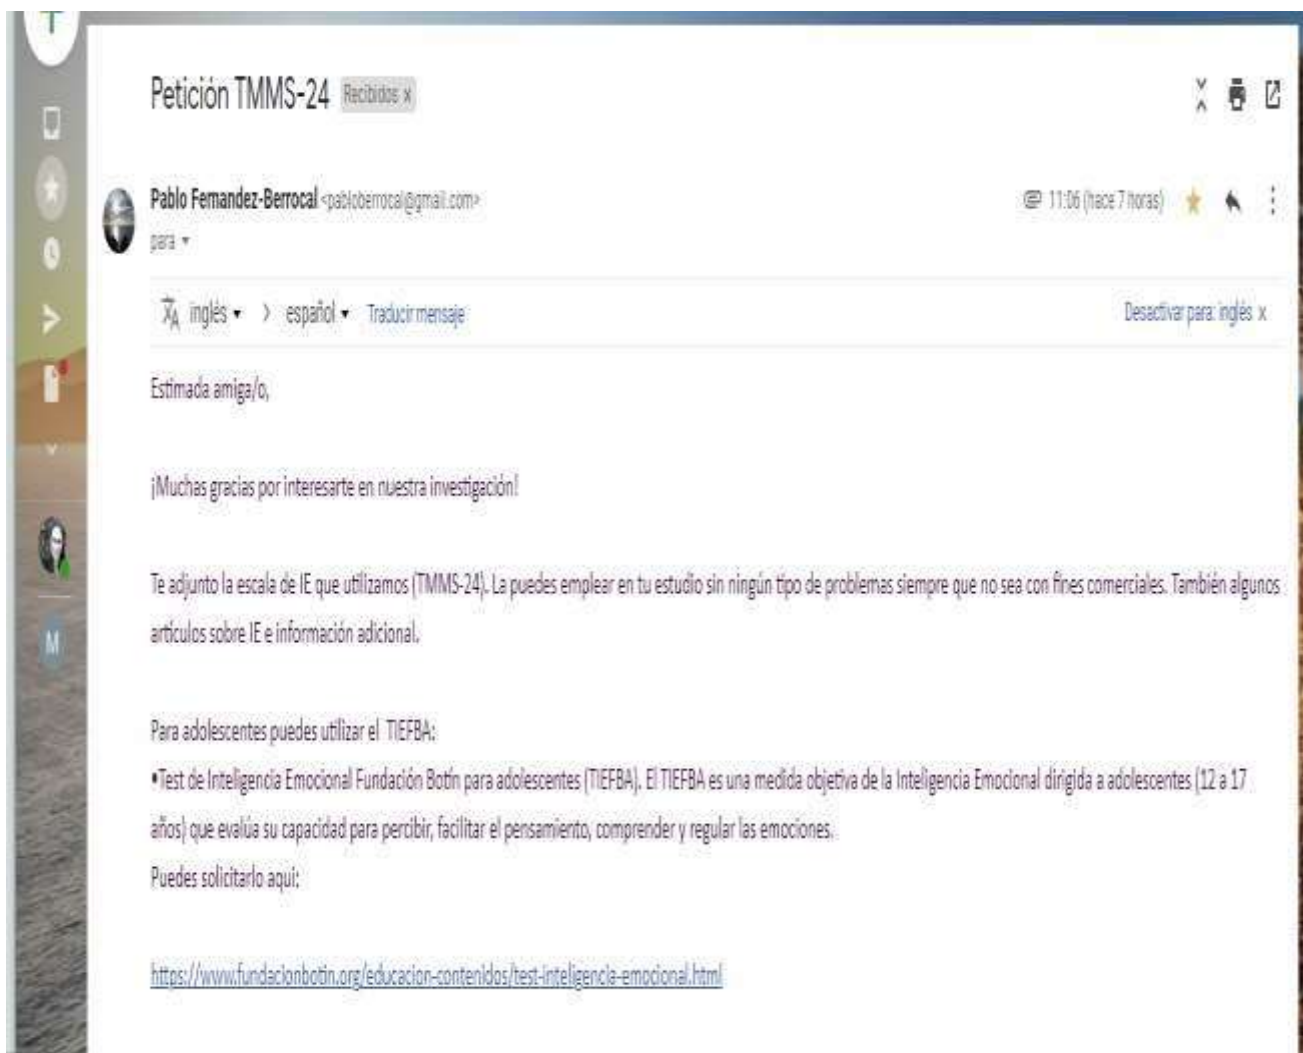 Petición TMMS-24 Recibidos x
Pablo Fernandez-Berrocal <pabloberrocal@gmail.com>
11:06 (hace 7 horas)
para
inglés > español Traducir mensaje
Desactivar para: inglés x
Estimada amiga/o,
¡Muchas gracias por interesarte en nuestra investigación!
Te adjunto la escala de IE que utilizamos (TMMS-24). La puedes emplear en tu estudio sin ningún tipo de problemas siempre que no sea con fines comerciales. También algunos
artículos sobre IE e información adicional.
Para adolescentes puedes utilizar el TIEFBA:
•Test de Inteligencia Emocional Fundación Botín para adolescentes (TIEFBA). El TIEFBA es una medida objetiva de la Inteligencia Emocional dirigida a adolescentes (12 a 17
años) que evalúa su capacidad para percibir, facilitar el pensamiento, comprender y regular las emociones.
Puedes solicitarlo aquí:
https://www.fundacionbotin.org/educacion-contenidos/test-inteligencia-emocional.html
M